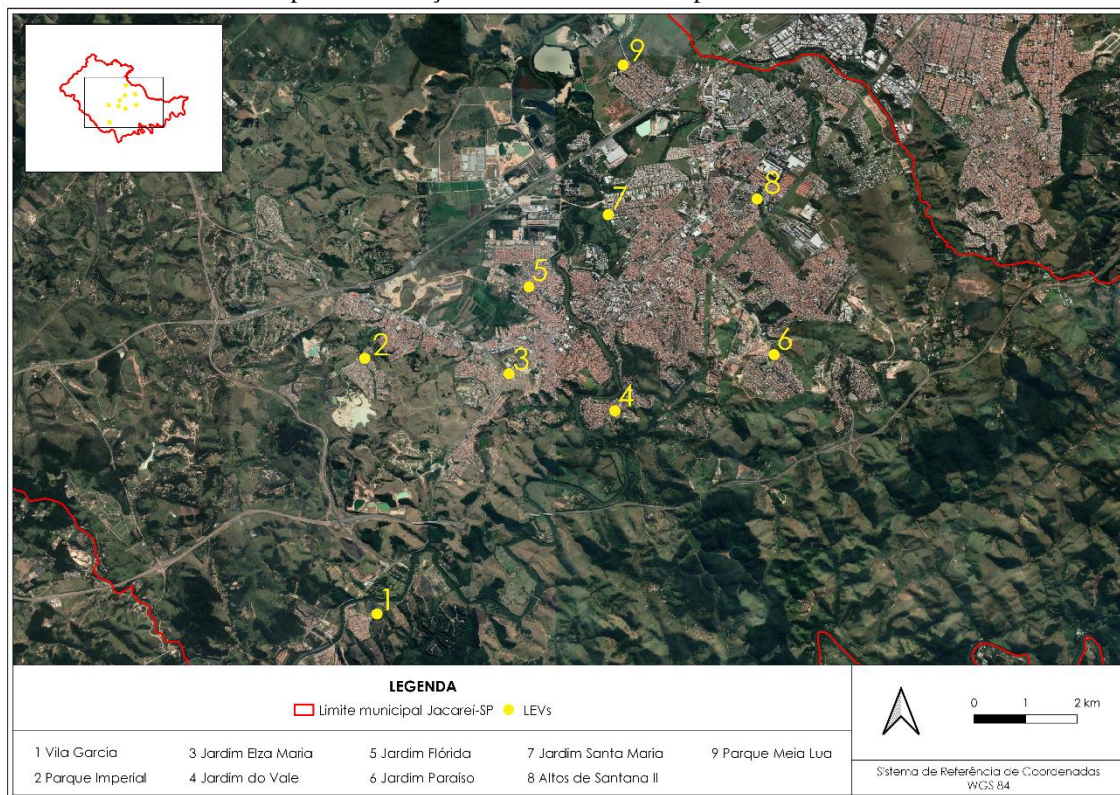 9
8
7
5
2
3
6
4
1
LEGENDA
Limite municipal Jacareí-SP LEVs
0 1 2 km
1 Vila Garcia 3 Jardim Elza Maria 5 Jardim Flórida 7 Jardim Santa Maria 9 Parque Meia Lua
2 Parque Imperial 4 Jardim do Vale 6 Jardim Paraíso 8 Altos de Santana II
Sistema de Referência de Coordenadas
WGS 84